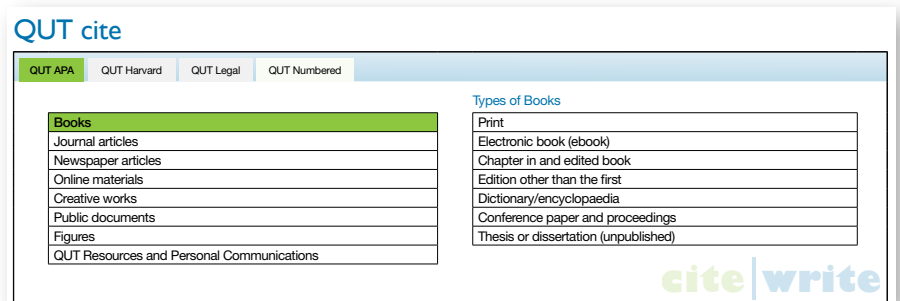 QUT cite
QUT APA
QUT Harvard
QUT Legal
QUT Numbered
Books
Journal articles
Newspaper articles
Online materials
Creative works
Public documents
Figures
QUT Resources and Personal Communications
Types of Books
Print
Electronic book (ebook)
Chapter in and edited book
Edition other than the first
Dictionary/encyclopaedia
Conference paper and proceedings
Thesis or dissertation (unpublished)
cite|write